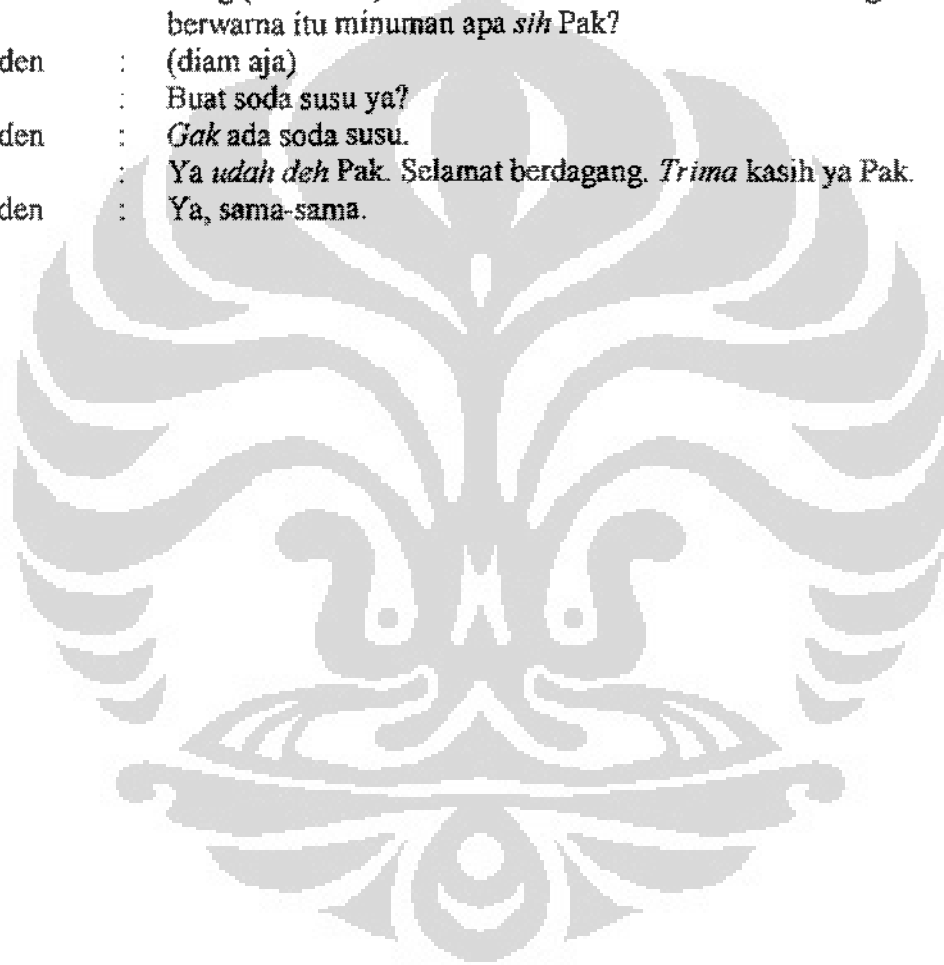 berwarna itu minuman apa sih Pak?
den : (diam aja)
: Buat soda susu ya?
den : Gak ada soda susu.
: Ya udah deh Pak. Selamat berdagang. Trima kasih ya Pak.
den : Ya, sama-sama.